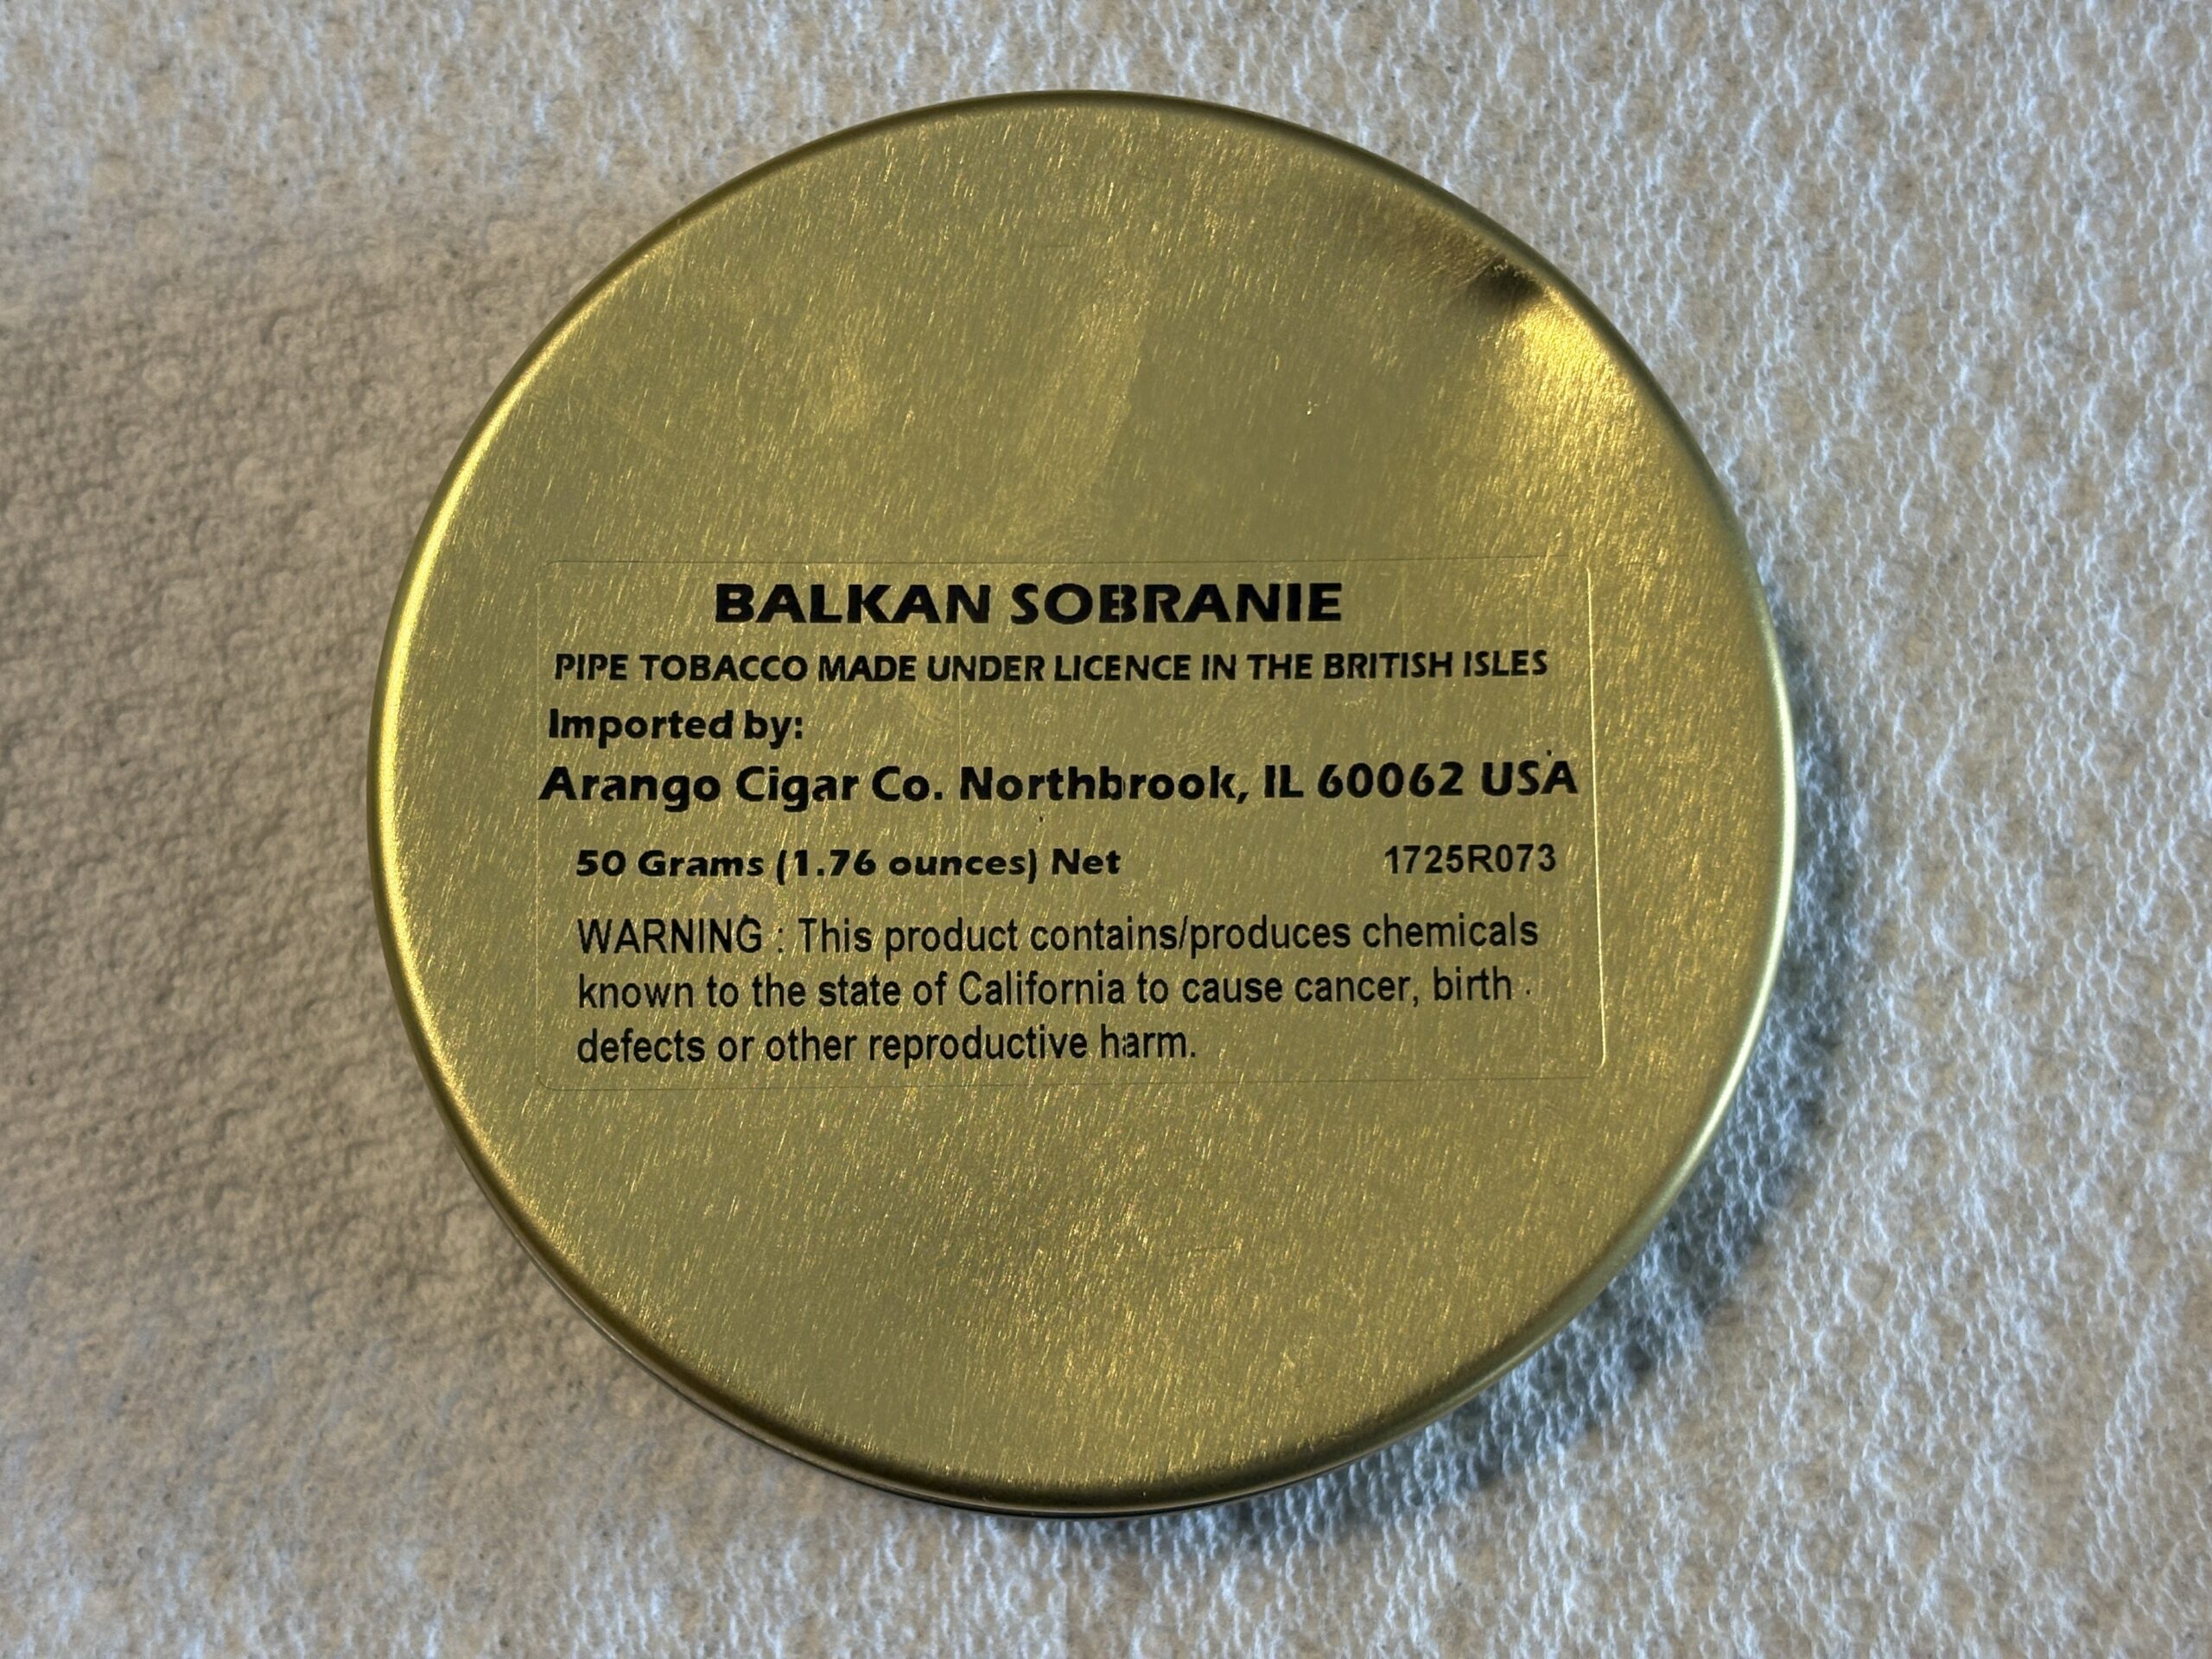 BALKAN SOBRANIE
PIPE TOBACCO MADE UNDER LICENCE IN THE BRITISH ISLES
Imported by:
Arango Cigar Co. Northbrook, IL 60062 USA
50 Grams (1.76 ounces) Net 1725R073
WARNING : This product contains/produces chemicals
known to the state of California to cause cancer, birth
defects or other reproductive harm.